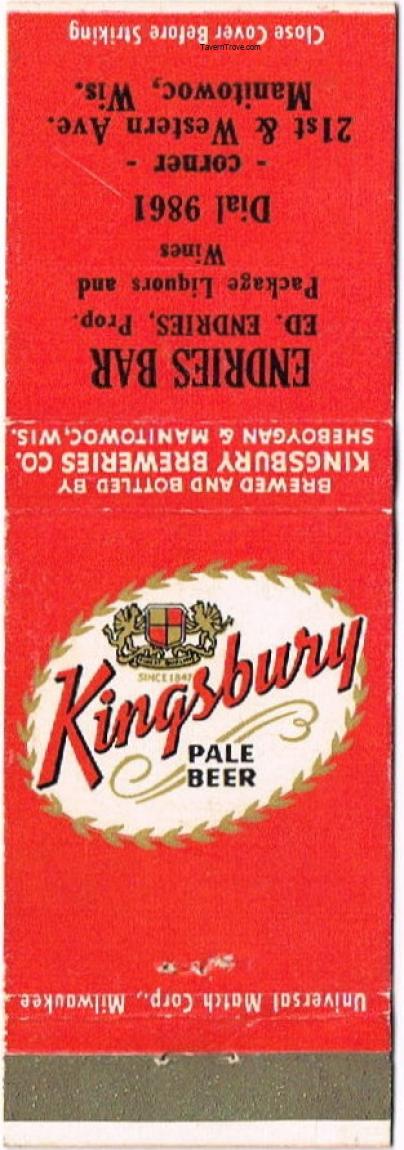 Close Cover Before Striking
TavernTrove.com
ENDRIES BAR
ED. ENDRIES, Prop.
Package Liquors and
Wines
Dial 9861
- corner -
21st & Western Ave.
Manitowoc, Wis.
BREWED AND BOTTLED BY
KINGSBURY BREWERIES CO.
SHEBOYGAN & MANITOWOC, WIS.
SINCE 1847
Kingsbury
PALE
BEER
Universal Match Corp., Milwaukee